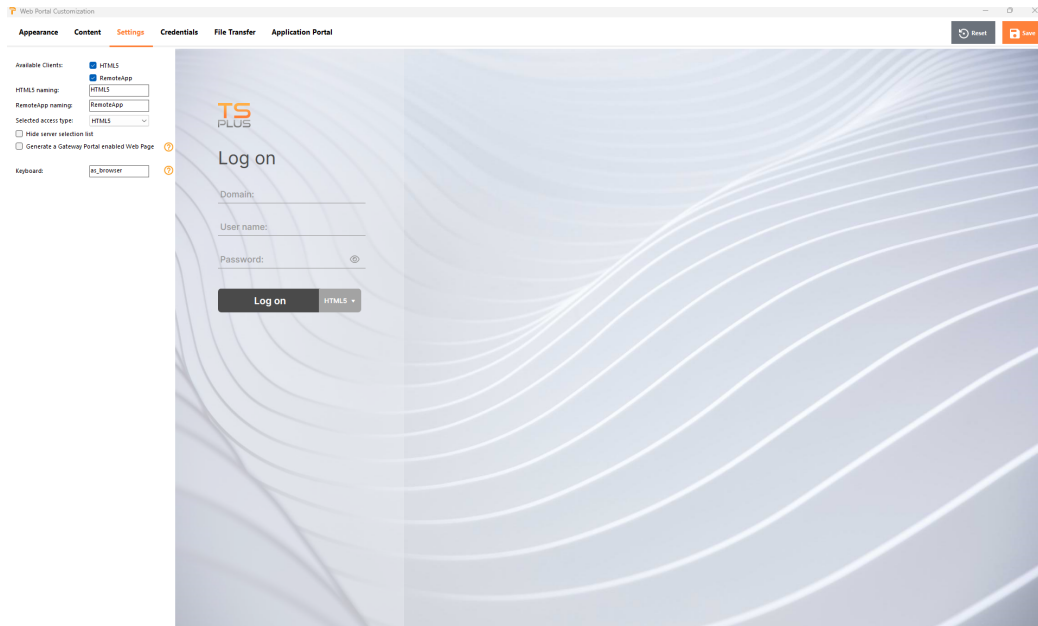 Web Portal Customization
Appearance Content Settings Credentials File Transfer Application Portal Reset Save
Available Clients: HTML5
RemoteApp
HTML5 naming: HTML5
RemoteApp naming: RemoteApp
Selected access type: HTML5
Hide server selection list
Generate a Gateway Portal enabled Web Page ?
Keyboard: as_browser ?
TS
PLUS
Log on
Domain:
User name:
Password:
Log on HTML5